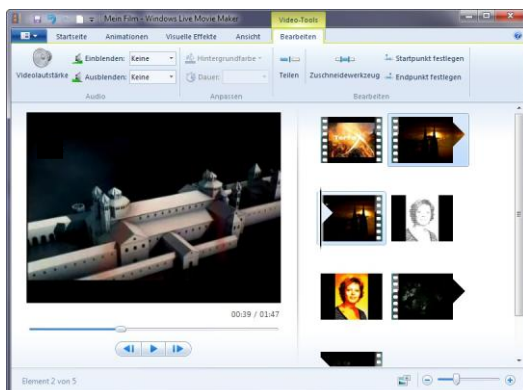 Mein Film - Windows Live Movie Maker
Video-Tools
Startseite Animationen Visuelle Effekte Ansicht Bearbeiten
Videolautstärke
Einblenden: Keine
Ausblenden: Keine
Audio
Hintergrundfarbe
Dauer:
Anpassen
Teilen
Zuschneidewerkzeug
Startpunkt festlegen
Endpunkt festlegen
Bearbeiten
00:39 / 01:47
Element 2 von 5